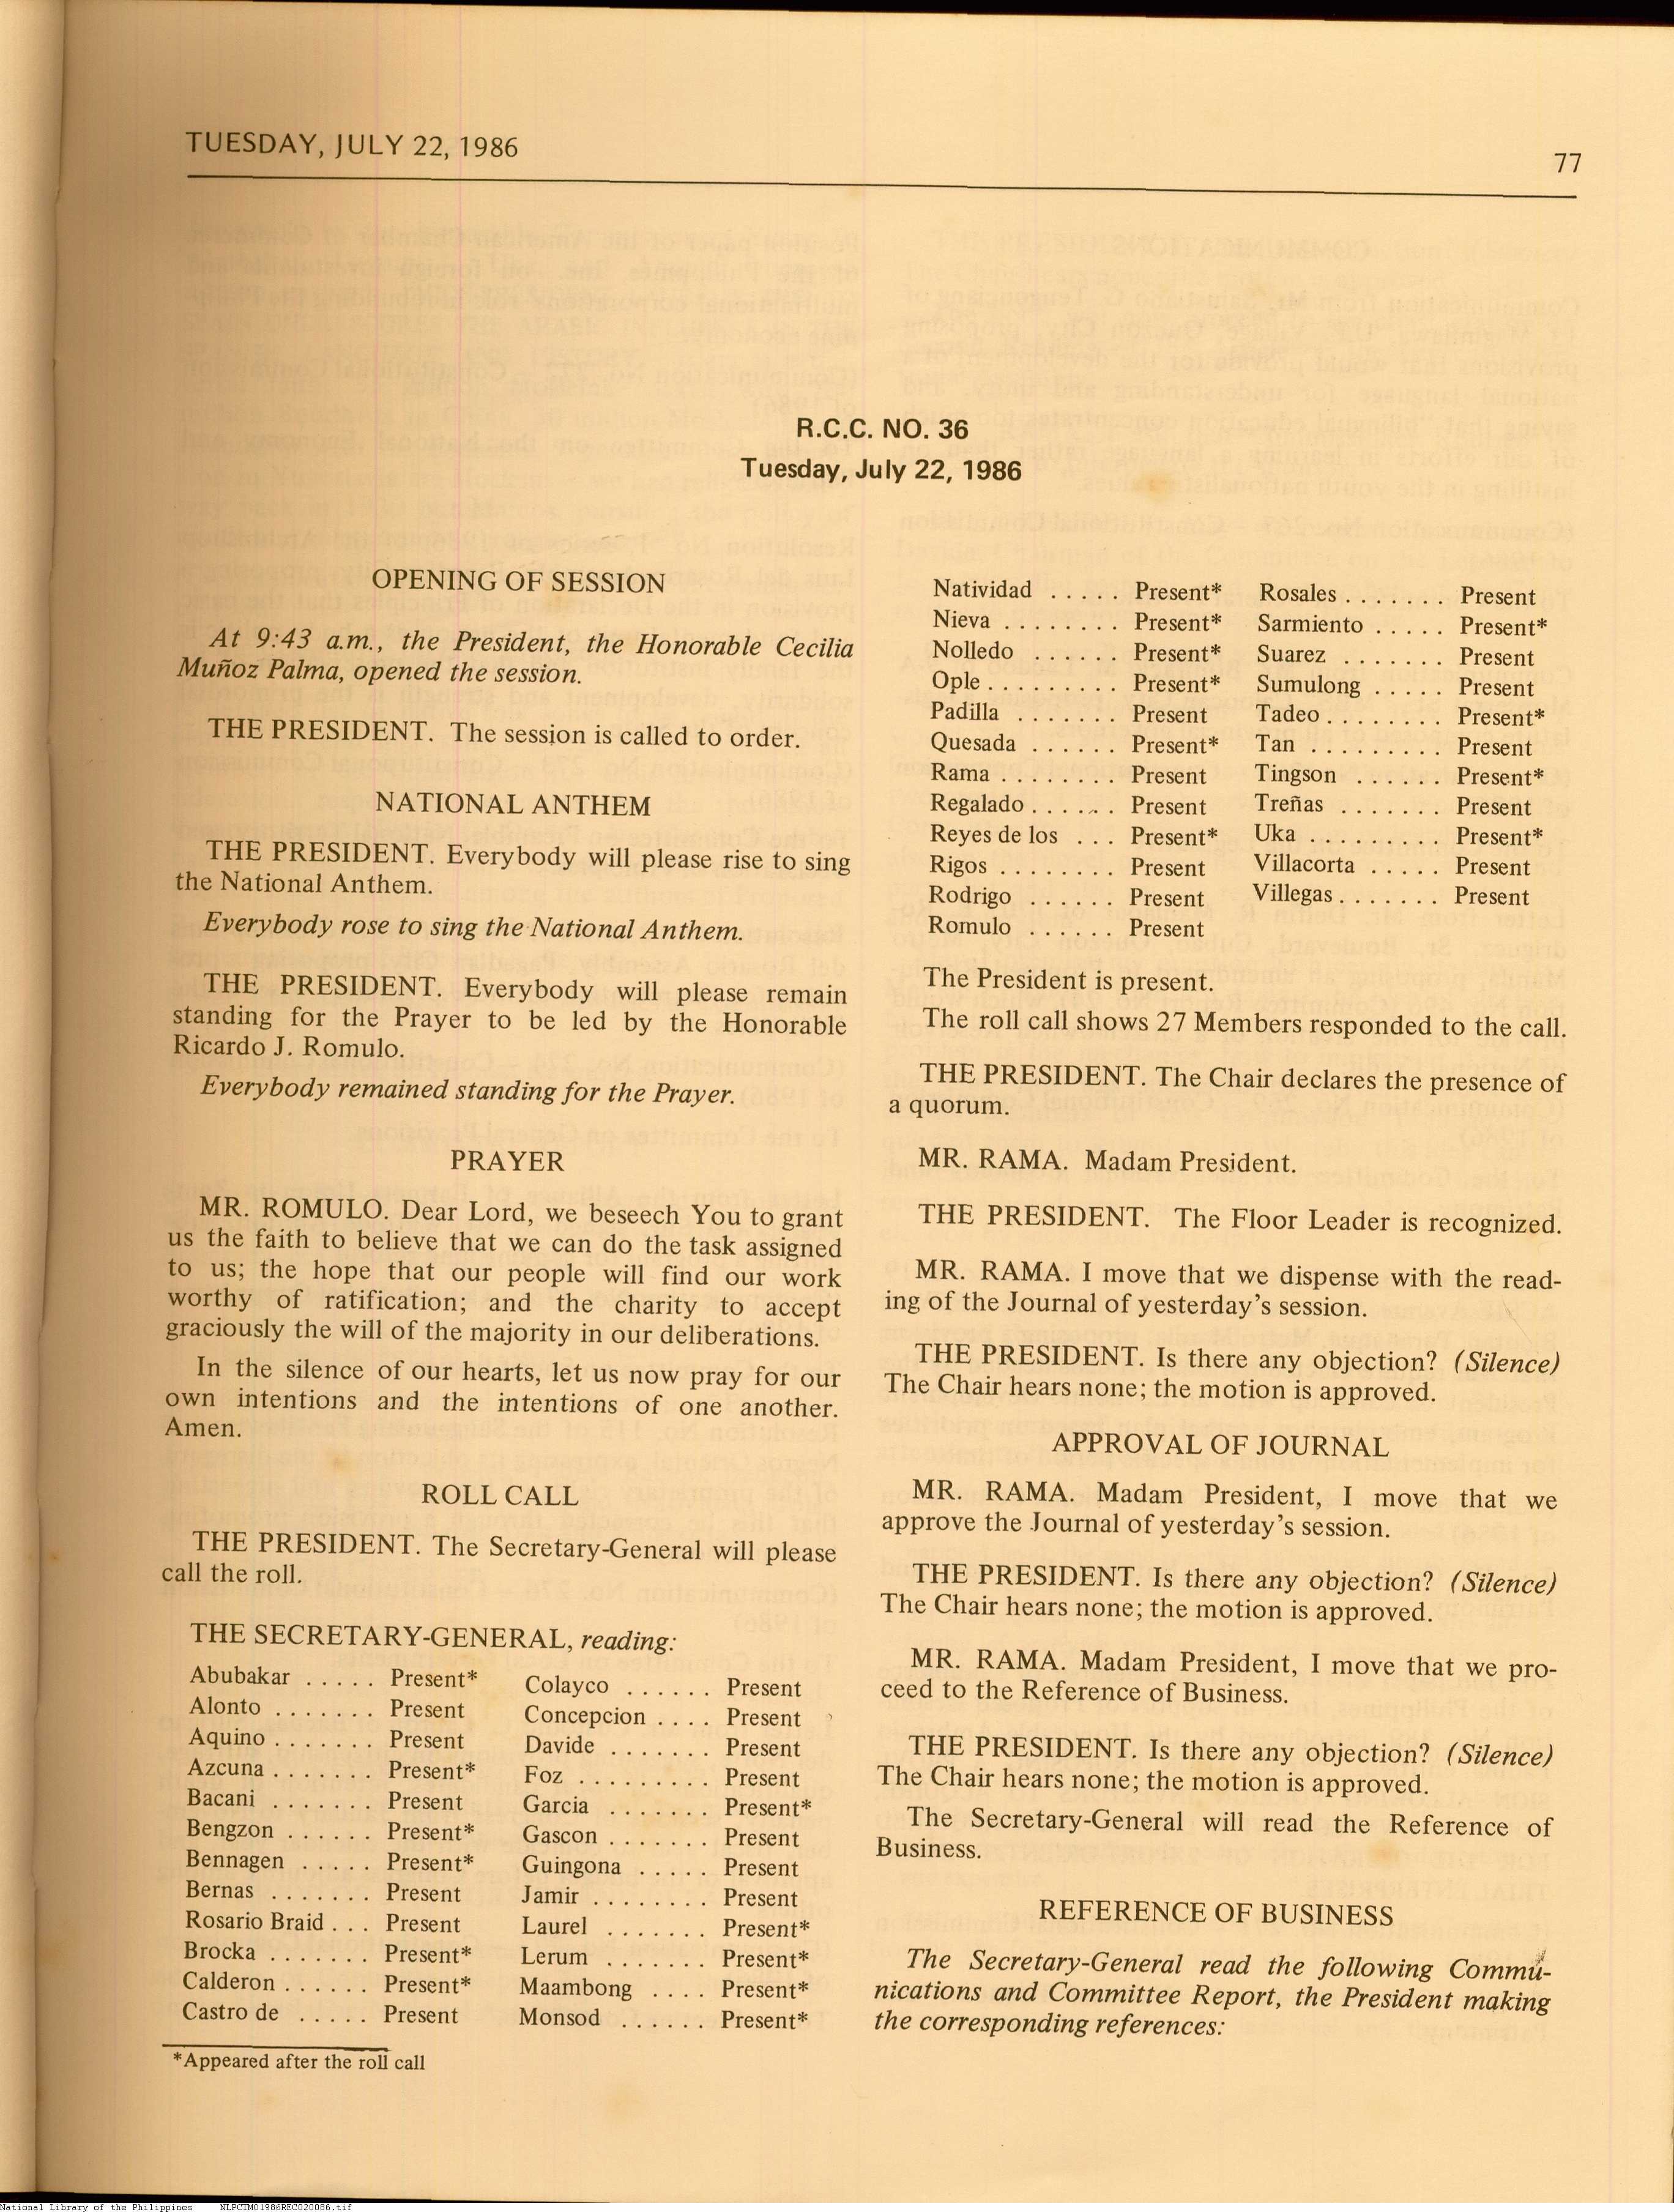 TUESDAY, JULY 22, 1986
77
R.C.C. NO. 36
Tuesday, July 22, 1986
OPENING OF SESSION
At 9:43 a.m., the President, the Honorable Cecilia
Muñoz Palma, opened the session.
THE PRESIDENT. The session is called to order.
NATIONAL ANTHEM
THE PRESIDENT. Everybody will please rise to sing
the National Anthem.
Everybody rose to sing the National Anthem.
THE PRESIDENT. Everybody will please remain
standing for the Prayer to be led by the Honorable
Ricardo J. Romulo.
Everybody remained standing for the Prayer.
PRAYER
MR. ROMULO. Dear Lord, we beseech You to grant
us the faith to believe that we can do the task assigned
to us; the hope that our people will find our work
worthy of ratification; and the charity to accept
graciously the will of the majority in our deliberations.
In the silence of our hearts, let us now pray for our
own intentions and the intentions of one another.
Amen.
ROLL CALL
THE PRESIDENT. The Secretary-General will please
call the roll.
THE SECRETARY-GENERAL, reading:
Abubakar . . . . . Present* Colayco . . . . . . Present
Alonto . . . . . . . Present Concepcion . . . . Present
Aquino . . . . . . . Present Davide . . . . . . . Present
Azcuna . . . . . . . Present* Foz . . . . . . . . . Present
Bacani . . . . . . . Present Garcia . . . . . . . Present*
Bengzon . . . . . . Present* Gascon . . . . . . . Present
Bennagen . . . . . Present* Guingona . . . . . Present
Bernas . . . . . . . Present Jamir . . . . . . . . Present
Rosario Braid . . . Present Laurel . . . . . . . Present*
Brocka . . . . . . . Present* Lerum . . . . . . . Present*
Calderon . . . . . . Present* Maambong . . . . Present*
Castro de . . . . . Present Monsod . . . . . . Present*
*Appeared after the roll call
Natividad . . . . . Present* Rosales . . . . . . . Present
Nieva . . . . . . . . Present* Sarmiento . . . . . Present*
Nolledo . . . . . . Present* Suarez . . . . . . . Present
Ople . . . . . . . . . Present* Sumulong . . . . . Present
Padilla . . . . . . . Present Tadeo . . . . . . . . Present*
Quesada . . . . . . Present* Tan . . . . . . . . . Present
Rama . . . . . . . . Present Tingson . . . . . . Present*
Regalado . . . . . . Present Treñas . . . . . . . Present
Reyes de los . . . Present* Uka . . . . . . . . . Present*
Rigos . . . . . . . . Present Villacorta . . . . . Present
Rodrigo . . . . . . Present Villegas . . . . . . . Present
Romulo . . . . . . Present
The President is present.
The roll call shows 27 Members responded to the call.
THE PRESIDENT. The Chair declares the presence of
a quorum.
MR. RAMA. Madam President.
THE PRESIDENT. The Floor Leader is recognized.
MR. RAMA. I move that we dispense with the read-
ing of the Journal of yesterday's session.
THE PRESIDENT. Is there any objection? (Silence)
The Chair hears none; the motion is approved.
APPROVAL OF JOURNAL
MR. RAMA. Madam President, I move that we
approve the Journal of yesterday's session.
THE PRESIDENT. Is there any objection? (Silence)
The Chair hears none; the motion is approved.
MR. RAMA. Madam President, I move that we pro-
ceed to the Reference of Business.
THE PRESIDENT. Is there any objection? (Silence)
The Chair hears none; the motion is approved.
The Secretary-General will read the Reference of
Business.
REFERENCE OF BUSINESS
The Secretary-General read the following Commu-
nications and Committee Report, the President making
the corresponding references:
National Library of the Philippines NLPCTM01986REC020086.tif